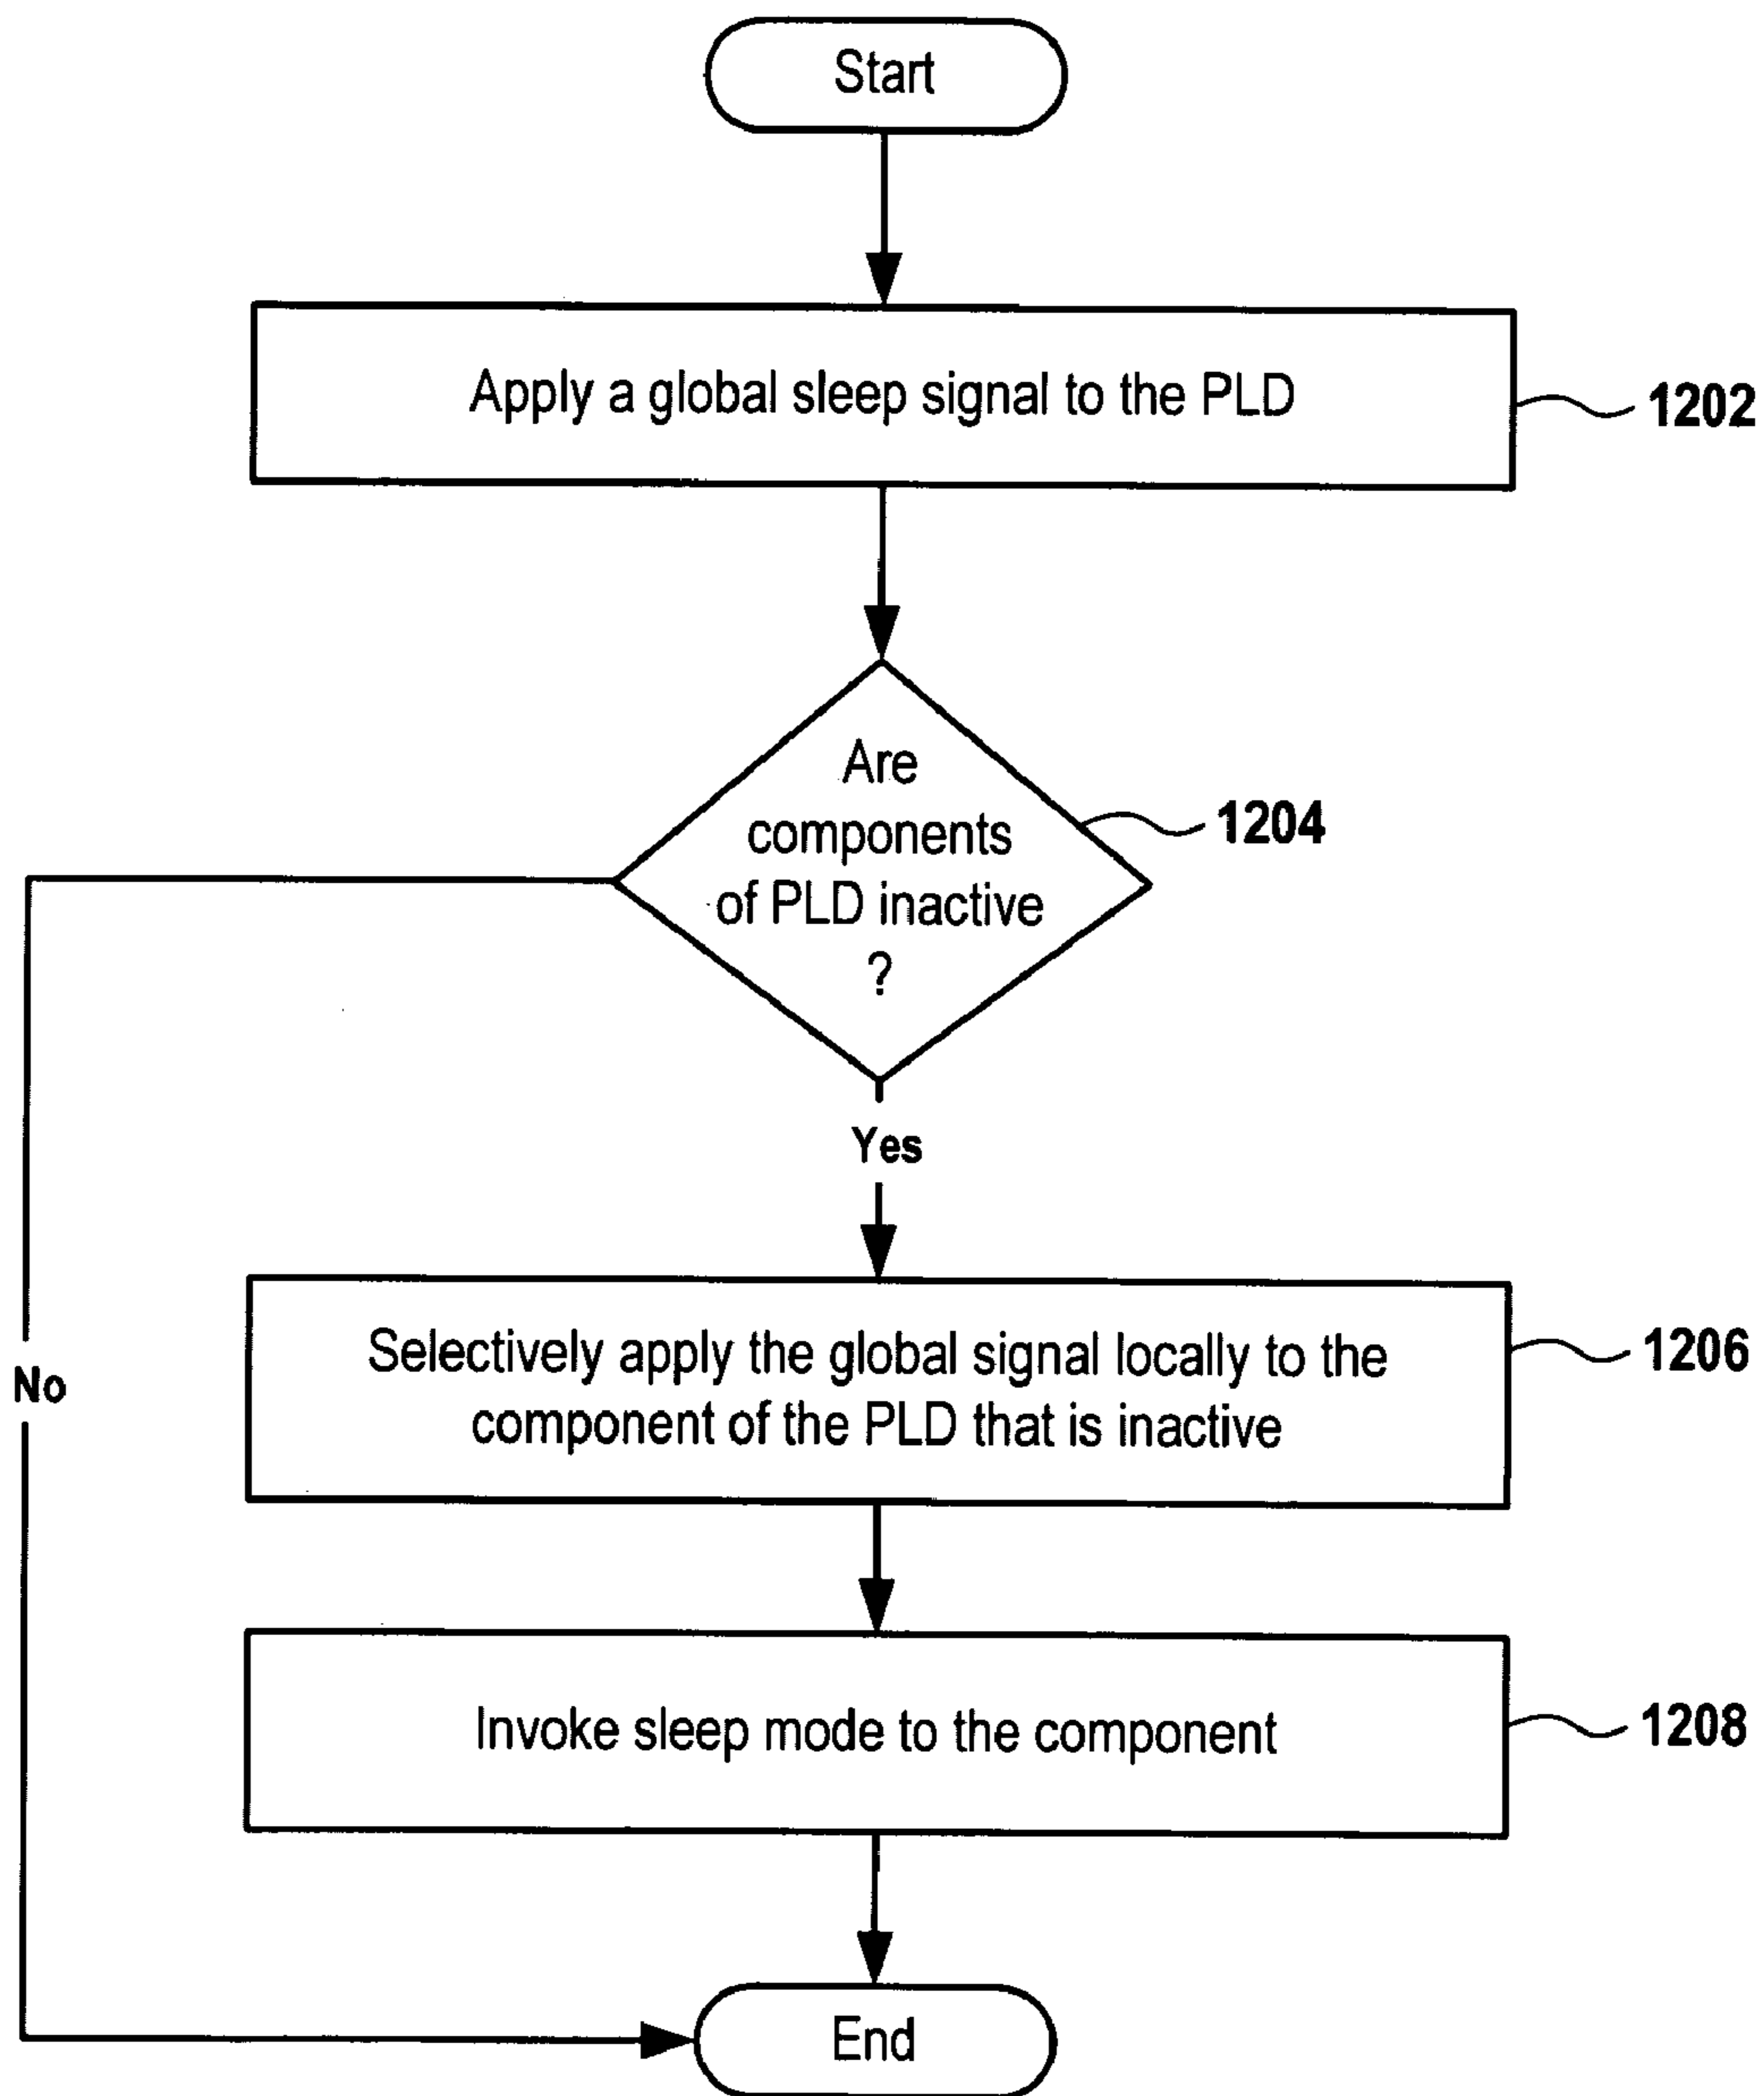 Start
Apply a global sleep signal to the PLD
1202
Are
components
of PLD inactive
?
1204
Yes
No
Selectively apply the global signal locally to the
component of the PLD that is inactive
1206
Invoke sleep mode to the component
1208
End